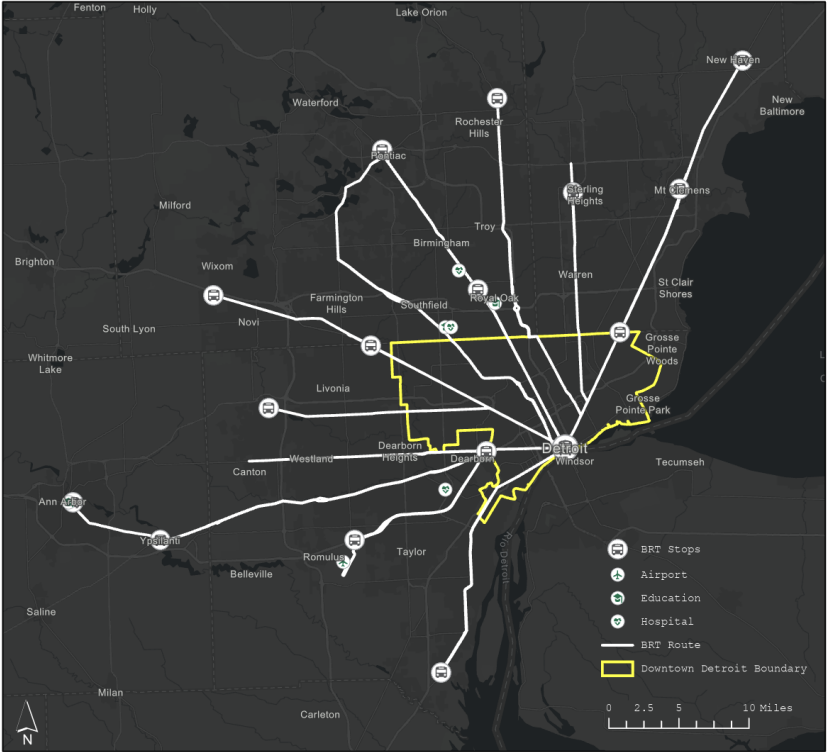 Fenton
Holly
Lake Orion
New Haven
New
Baltimore
Waterford
Rochester
Hills
Pontiac
Sterling
Heights
Mt Clemens
Milford
Troy
Birmingham
Brighton
Wixom
Warren
St Clair
Shores
Farmington
Hills
Southfield
Royal Oak
Novi
South Lyon
Whitmore
Lake
Grosse
Pointe
Woods
Livonia
Grosse
Pointe Park
Dearborn
Heights
Detroit
Westland
Dearborn
Windsor
Tecumseh
Canton
Ann Arbor
Ypsilanti
Romulus
Taylor
Belleville
Río Detroit
Saline
Milan
Carleton
BRT Stops
Airport
Education
Hospital
BRT Route
Downtown Detroit Boundary
0 2.5 5 10 Miles
N